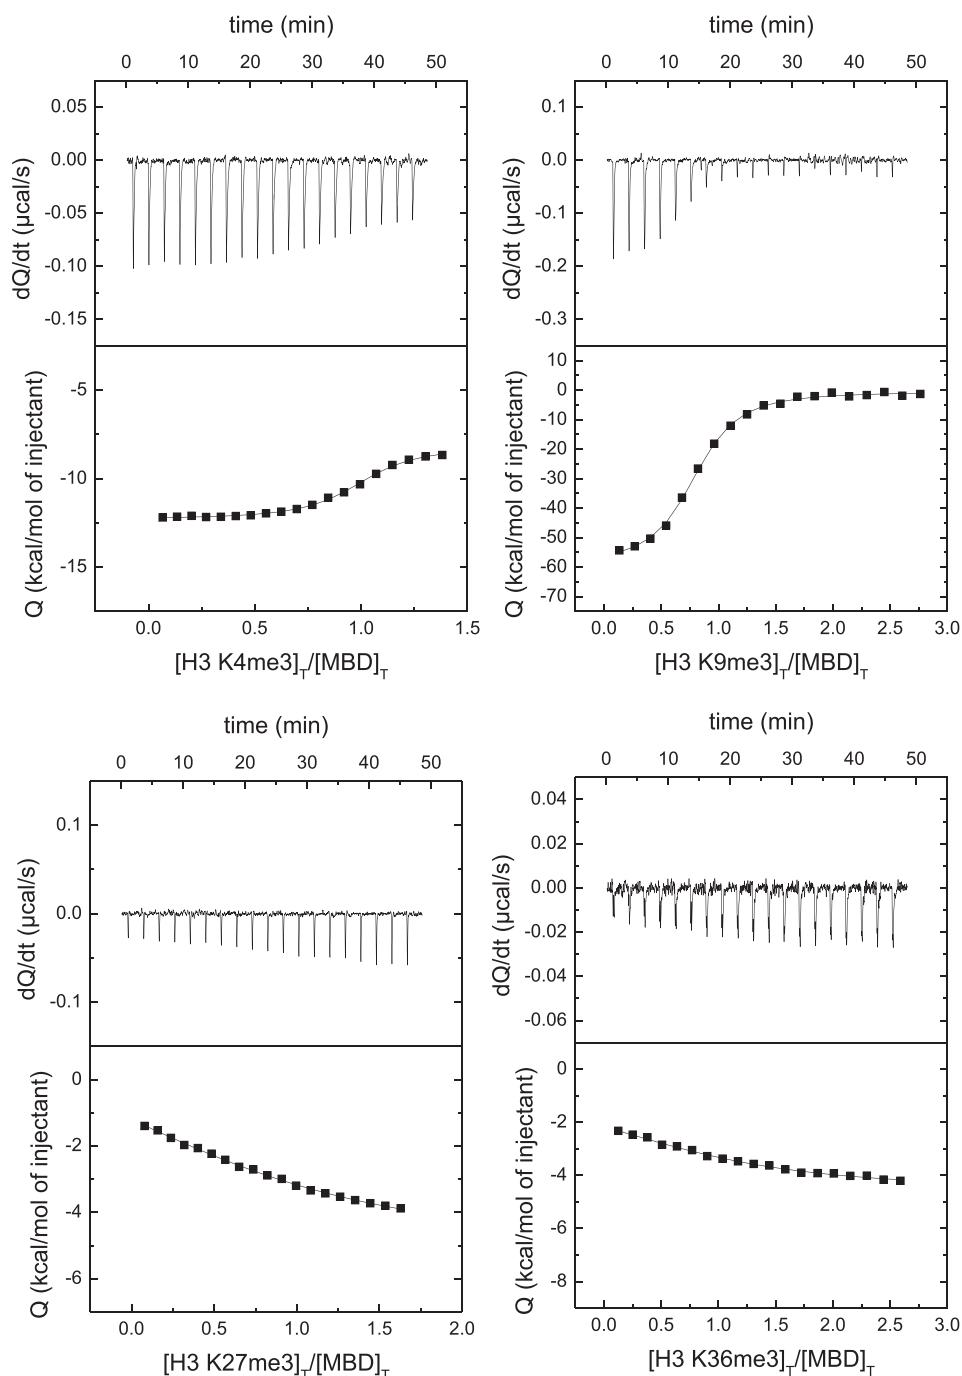 time (min)
0 10 20 30 40 50
0.05
0.00
-0.05
-0.10
-0.15
dQ/dt (µcal/s)
-5
-10
-15
Q (kcal/mol of injectant)
0.0 0.5 1.0 1.5
[H3 K4me3]T/[MBD]T
time (min)
0 10 20 30 40 50
0.1
0.0
-0.1
-0.2
-0.3
dQ/dt (µcal/s)
10
0
-10
-20
-30
-40
-50
-60
-70
Q (kcal/mol of injectant)
0.0 0.5 1.0 1.5 2.0 2.5 3.0
[H3 K9me3]T/[MBD]T
time (min)
0 10 20 30 40 50
0.1
0.0
-0.1
dQ/dt (µcal/s)
0
-2
-4
-6
Q (kcal/mol of injectant)
0.0 0.5 1.0 1.5 2.0
[H3 K27me3]T/[MBD]T
time (min)
0 10 20 30 40 50
0.04
0.02
0.00
-0.02
-0.04
-0.06
dQ/dt (µcal/s)
0
-2
-4
-6
-8
Q (kcal/mol of injectant)
0.0 0.5 1.0 1.5 2.0 2.5 3.0
[H3 K36me3]T/[MBD]T